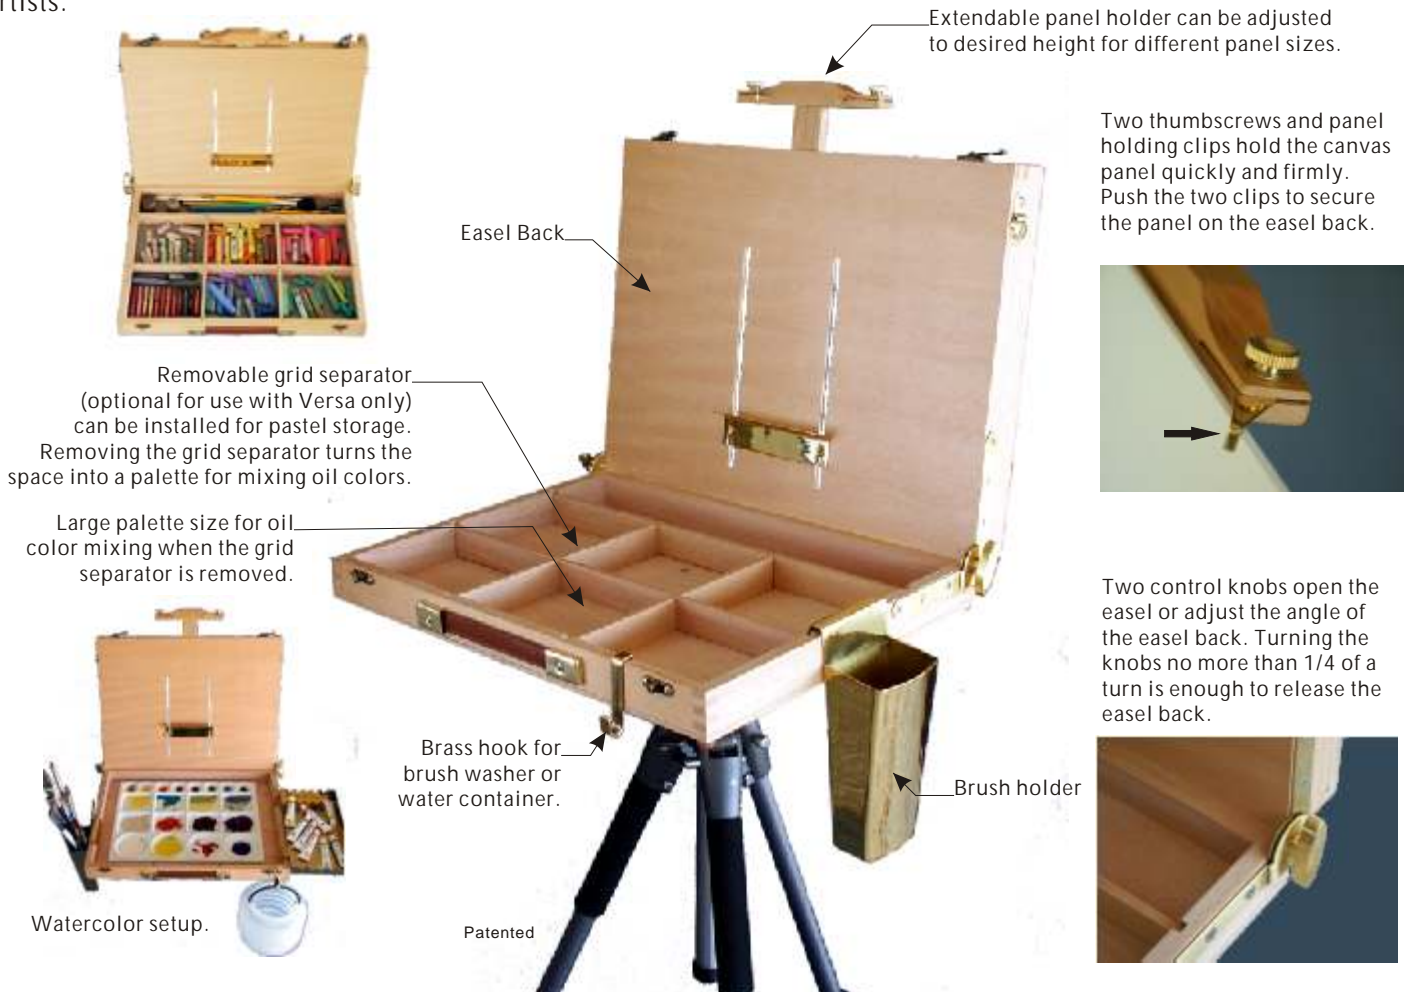 Extendable panel holder can be adjusted
to desired height for different panel sizes.
Two thumbscrews and panel
holding clips hold the canvas
panel quickly and firmly.
Push the two clips to secure
the panel on the easel back.
Easel Back
Removable grid separator
(optional for use with Versa only)
can be installed for pastel storage.
Removing the grid separator turns the
space into a palette for mixing oil colors.
Large palette size for oil
color mixing when the grid
separator is removed.
Two control knobs open the
easel or adjust the angle of
the easel back. Turning the
knobs no more than 1/4 of a
turn is enough to release the
easel back.
Brass hook for
brush washer or
water container.
Brush holder
Watercolor setup.
Patented